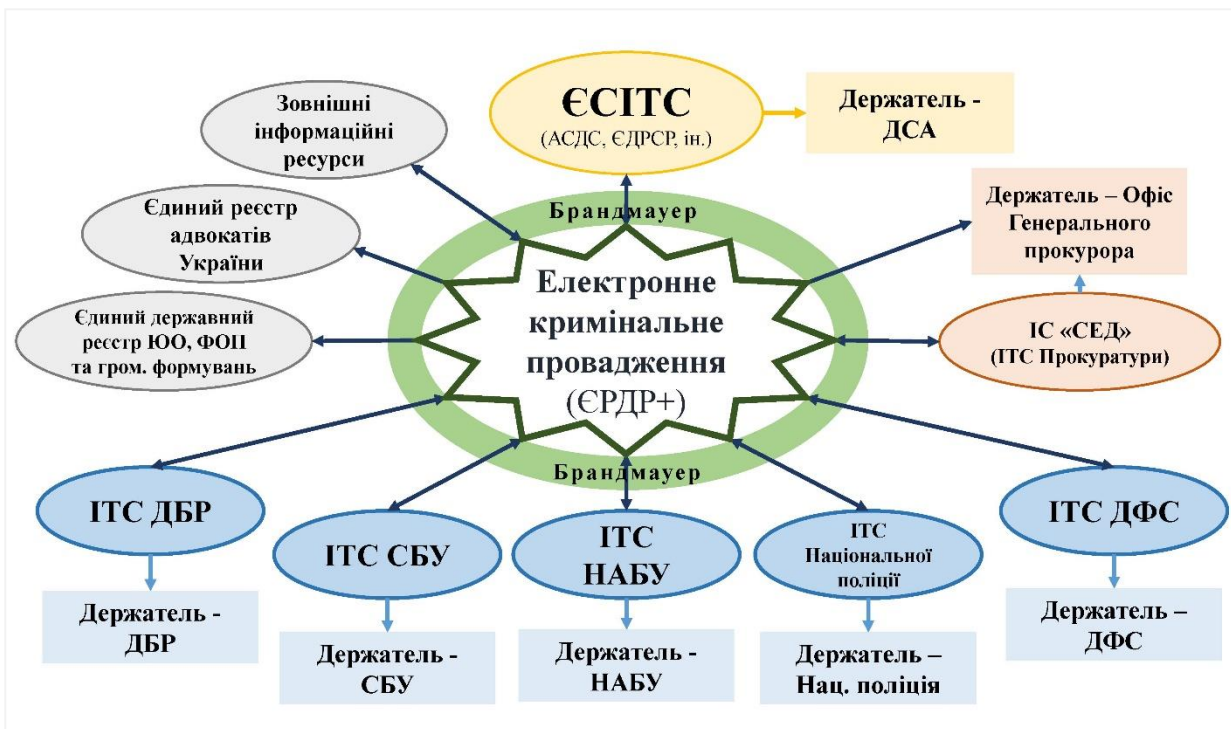 ЄСІТС
(АСДС, ЄДРСР, ін.)
Держатель -
ДСА
Зовнішні
інформаційні
ресурси
Єдиний реєстр
адвокатів
України
Єдиний державний
реєстр ЮО, ФОП
та гром. формувань
Брандмауер
Електронне
кримінальне
провадження
(ЄРДР+)
Брандмауер
Держатель – Офіс
Генерального
прокурора
ІС «СЕД»
(ІТС Прокуратури)
ІТС ДБР
ІТС СБУ
ІТС
НАБУ
ІТС
Національної
поліції
ІТС ДФС
Держатель -
ДБР
Держатель -
СБУ
Держатель -
НАБУ
Держатель –
Нац. поліція
Держатель –
ДФС